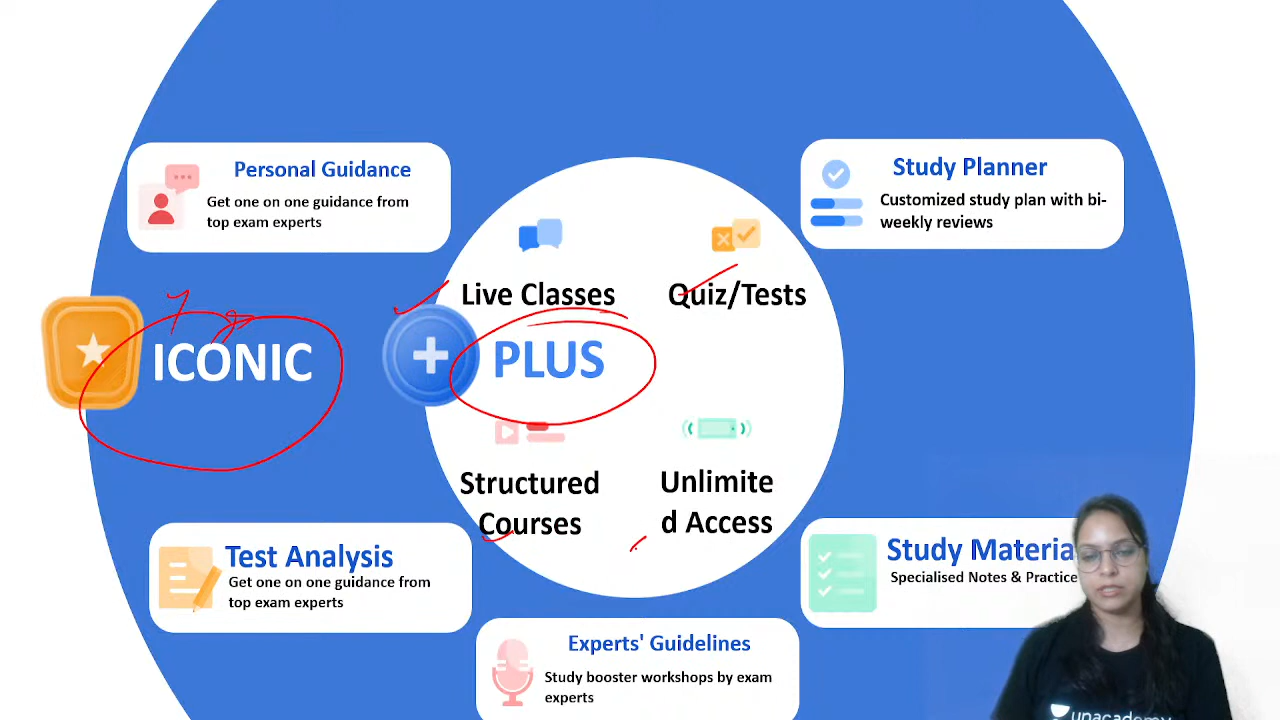 Personal Guidance
Get one on one guidance from
top exam experts
Study Planner
Customized study plan with bi-
weekly reviews
Live Classes
Quiz/Tests
ICONIC
PLUS
Structured
Courses
Unlimite
d Access
Test Analysis
Get one on one guidance from
top exam experts
Study Materia
Specialised Notes & Practice
Experts' Guidelines
Study booster workshops by exam
experts
unacademy